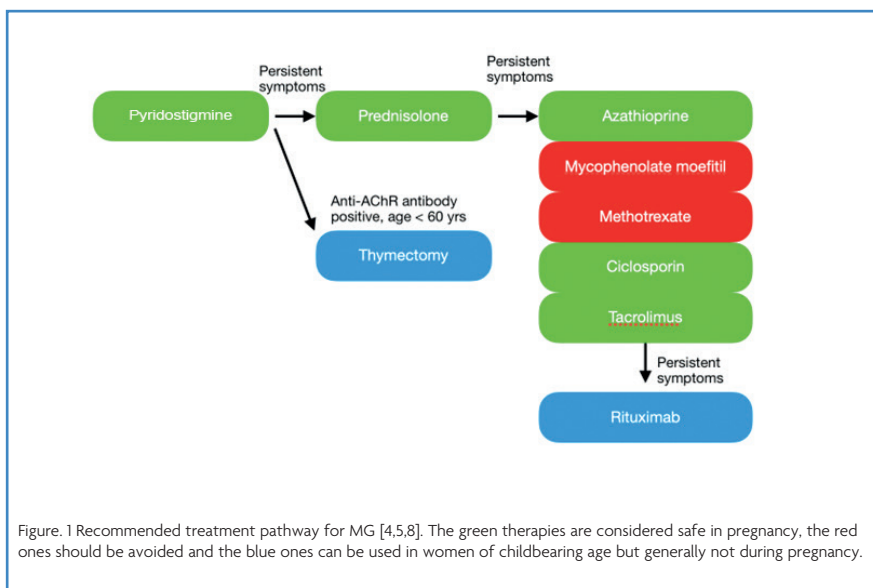 Persistent
symptoms
Persistent
symptoms
Pyridostigmine
Prednisolone
Azathioprine
Mycophenolate moefitil
Methotrexate
Anti-AChR antibody
positive, age < 60 yrs
Thymectomy
Ciclosporin
Tacrolimus
Persistent
symptoms
Rituximab
Figure. 1 Recommended treatment pathway for MG [4,5,8]. The green therapies are considered safe in pregnancy, the red
ones should be avoided and the blue ones can be used in women of childbearing age but generally not during pregnancy.